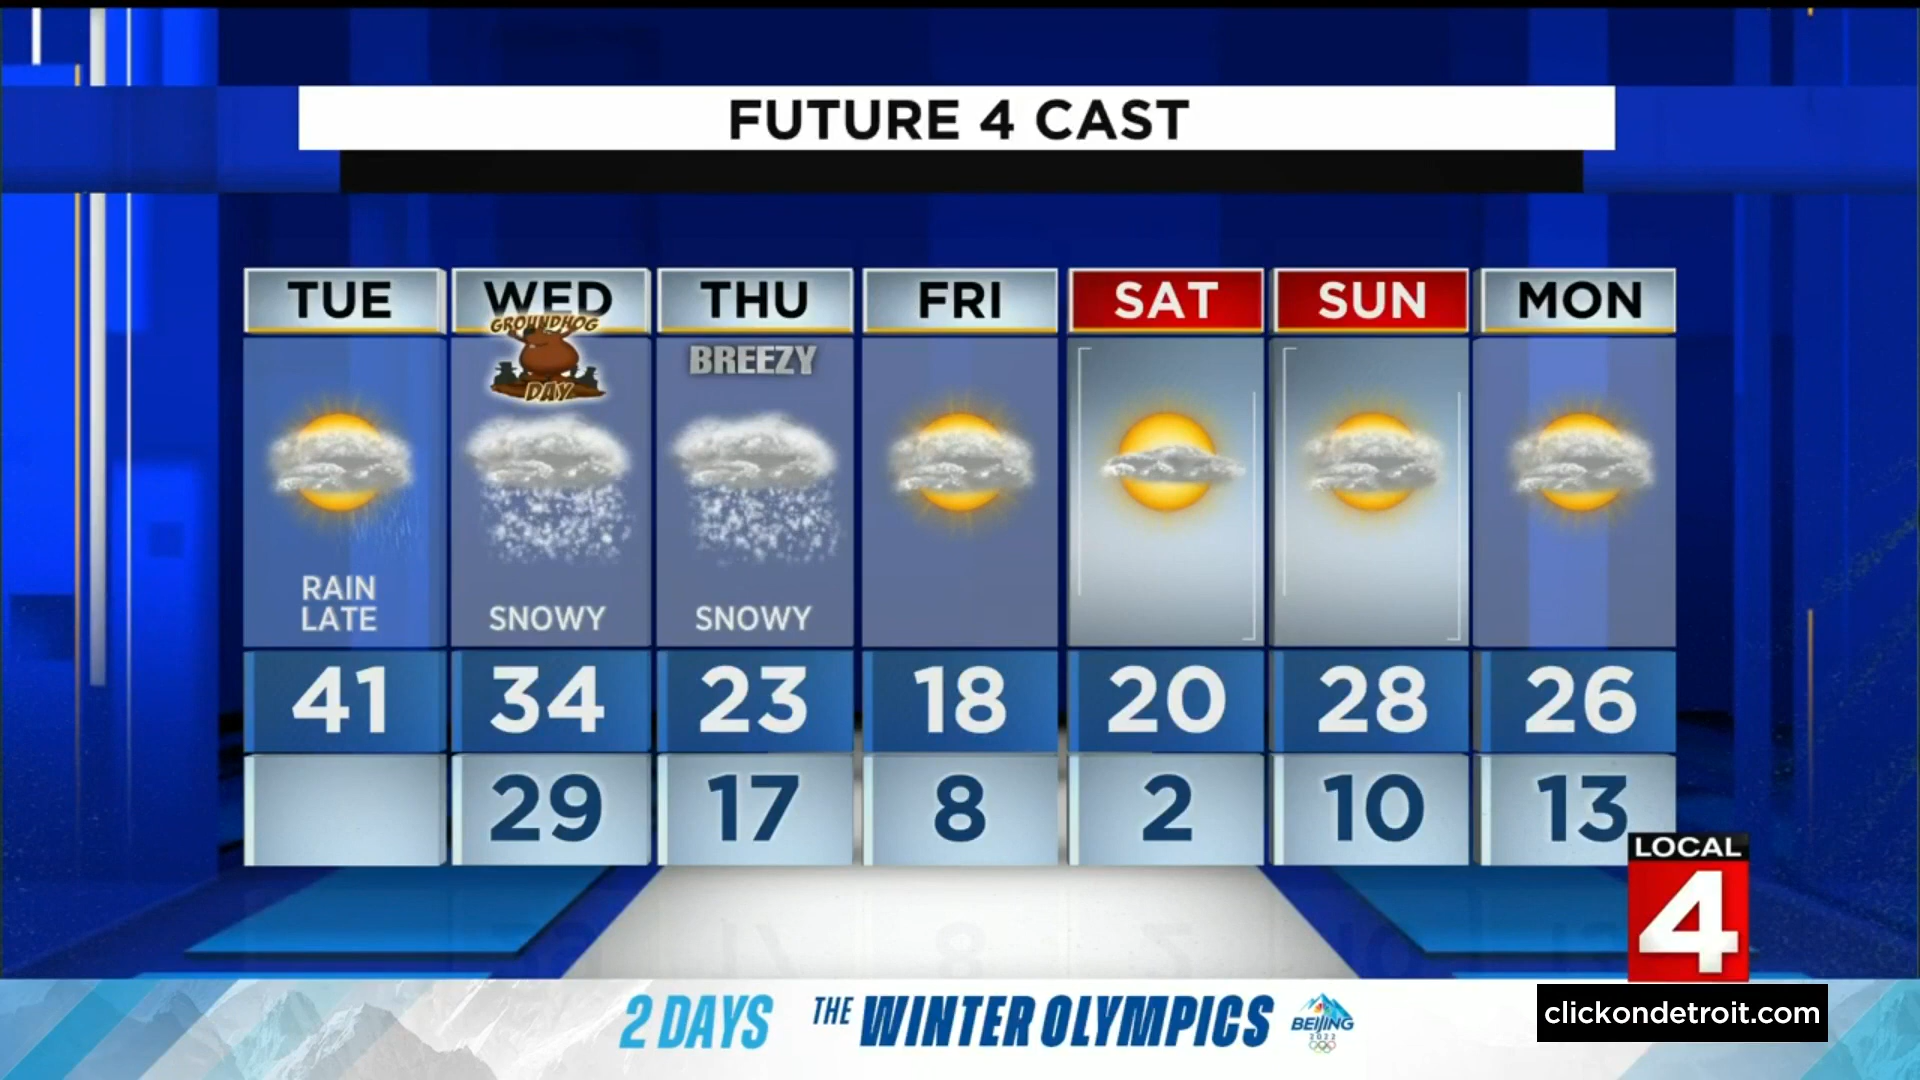 FUTURE 4 CAST
TUE WED THU FRI SAT SUN MON
GROUNDHOG
DAY
BREEZY
RAIN
LATE
SNOWY
SNOWY
41 34 23 18 20 28 26
29 17 8 2 10 13
LOCAL
4
2 DAYS THE WINTER OLYMPICS
BEIJING
2022
clickondetroit.com